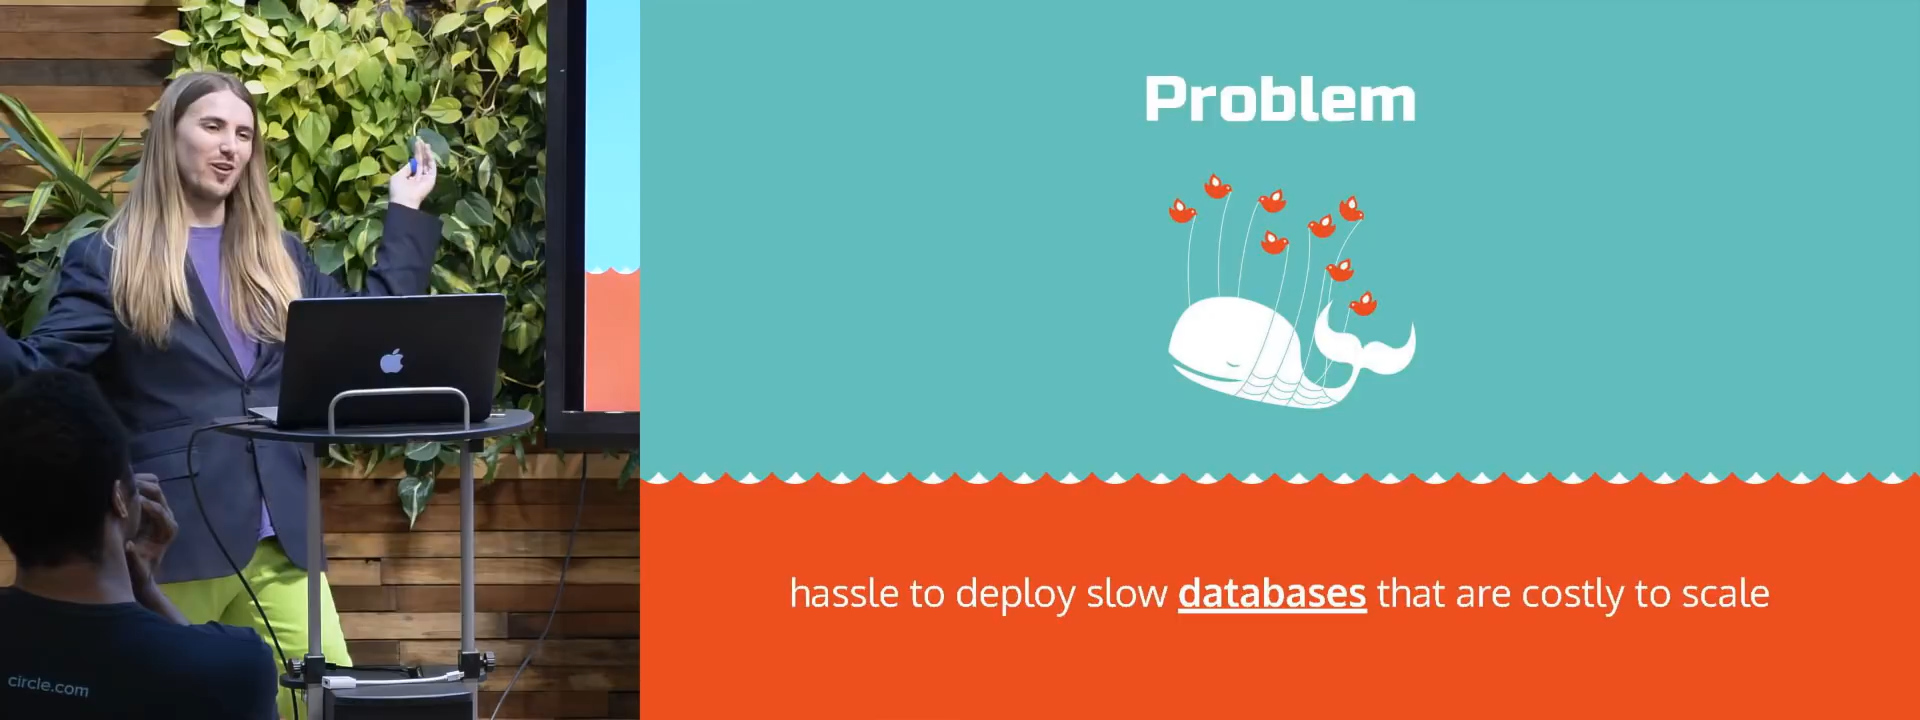 Problem
hassle to deploy slow databases that are costly to scale
circle.com